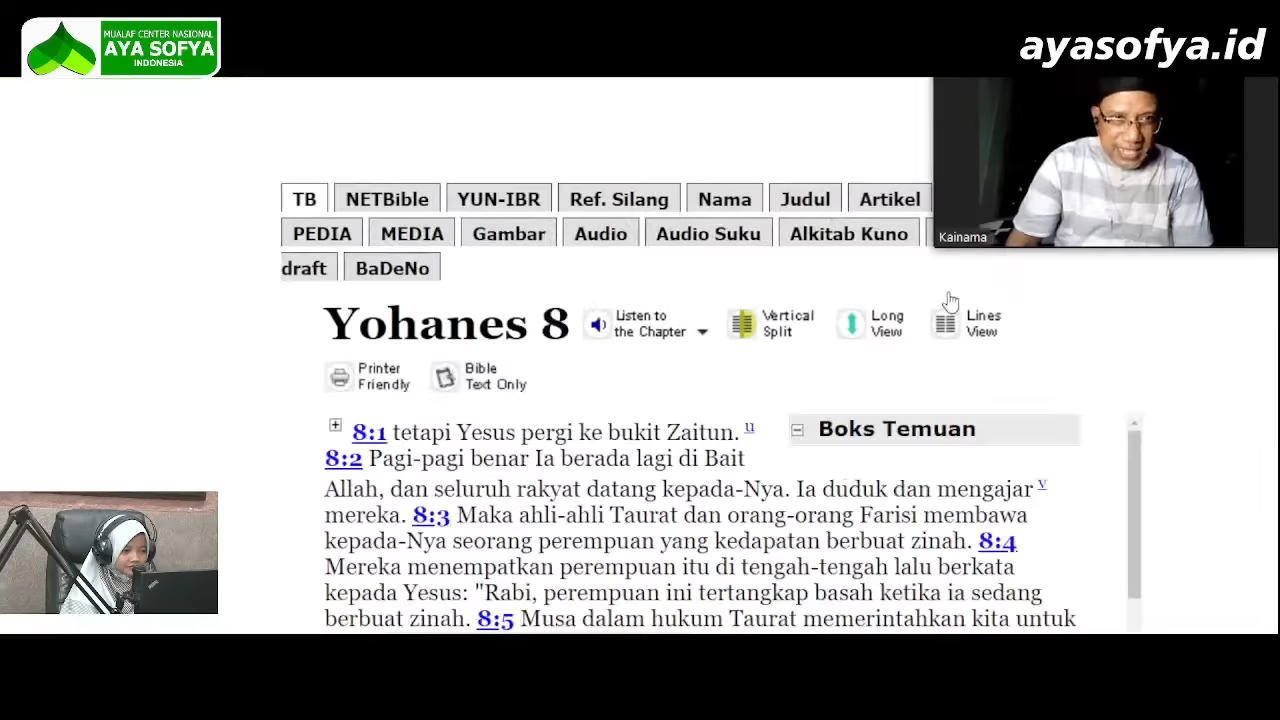 MUALAF CENTER NASIONAL
AYA SOFYA
INDONESIA
ayasofya.id
Kainama
TB NETBible YUN-IBR Ref. Silang Nama Judul Artikel
PEDIA MEDIA Gambar Audio Audio Suku Alkitab Kuno
draft BaDeNo
Yohanes 8
Listen to
the Chapter
Vertical
Split
Long
View
Lines
View
Printer
Friendly
Bible
Text Only
8:1 tetapi Yesus pergi ke bukit Zaitun. u
8:2 Pagi-pagi benar Ia berada lagi di Bait
Boks Temuan
Allah, dan seluruh rakyat datang kepada-Nya. Ia duduk dan mengajar v
mereka. 8:3 Maka ahli-ahli Taurat dan orang-orang Farisi membawa
kepada-Nya seorang perempuan yang kedapatan berbuat zinah. 8:4
Mereka menempatkan perempuan itu di tengah-tengah lalu berkata
kepada Yesus: "Rabi, perempuan ini tertangkap basah ketika ia sedang
berbuat zinah. 8:5 Musa dalam hukum Taurat memerintahkan kita untuk